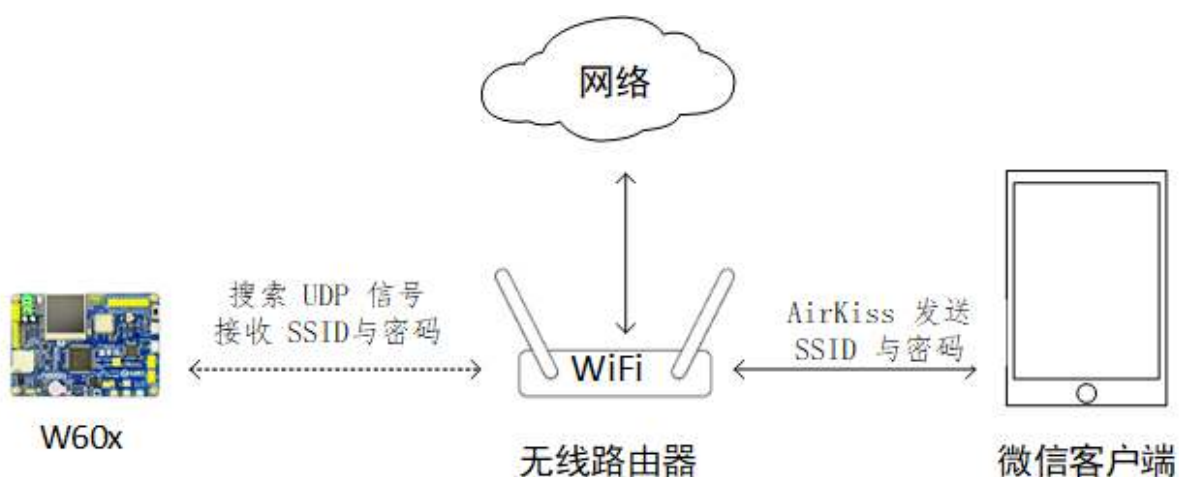 网络
搜索 UDP 信号
接收 SSID与密码
AirKiss 发送
SSID 与密码
WiFi
W60x
无线路由器
微信客户端